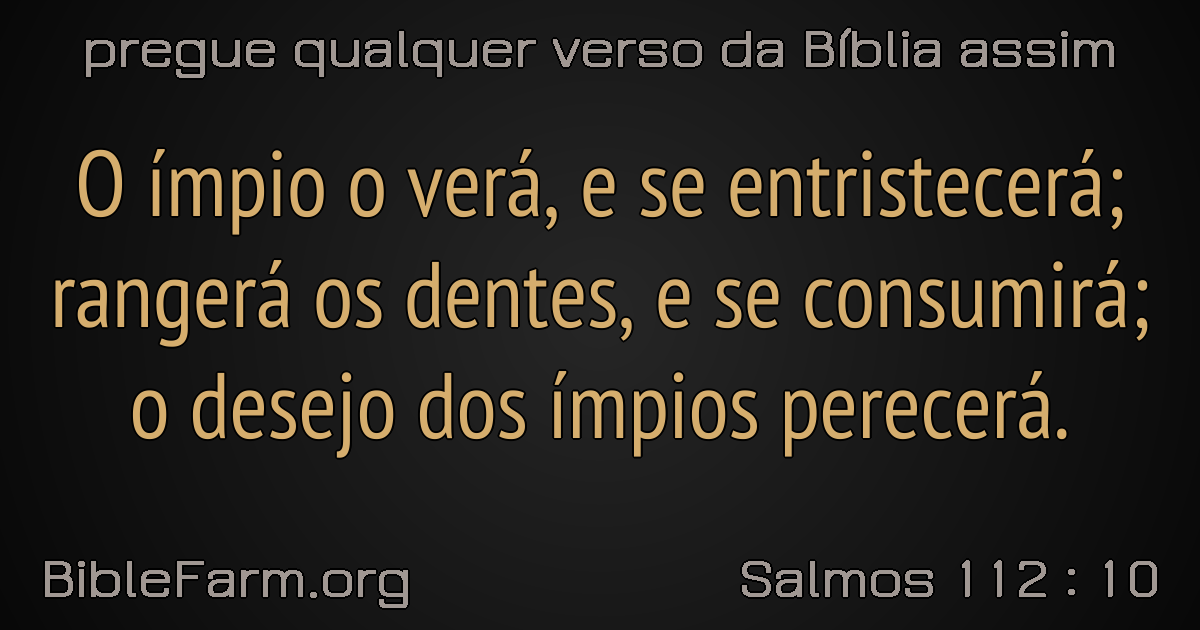 pregue qualquer verso da Bíblia assim
O ímpio o verá, e se entristecerá;
rangerá os dentes, e se consumirá;
o desejo dos ímpios perecerá.
BibleFarm.org
Salmos 112 : 10